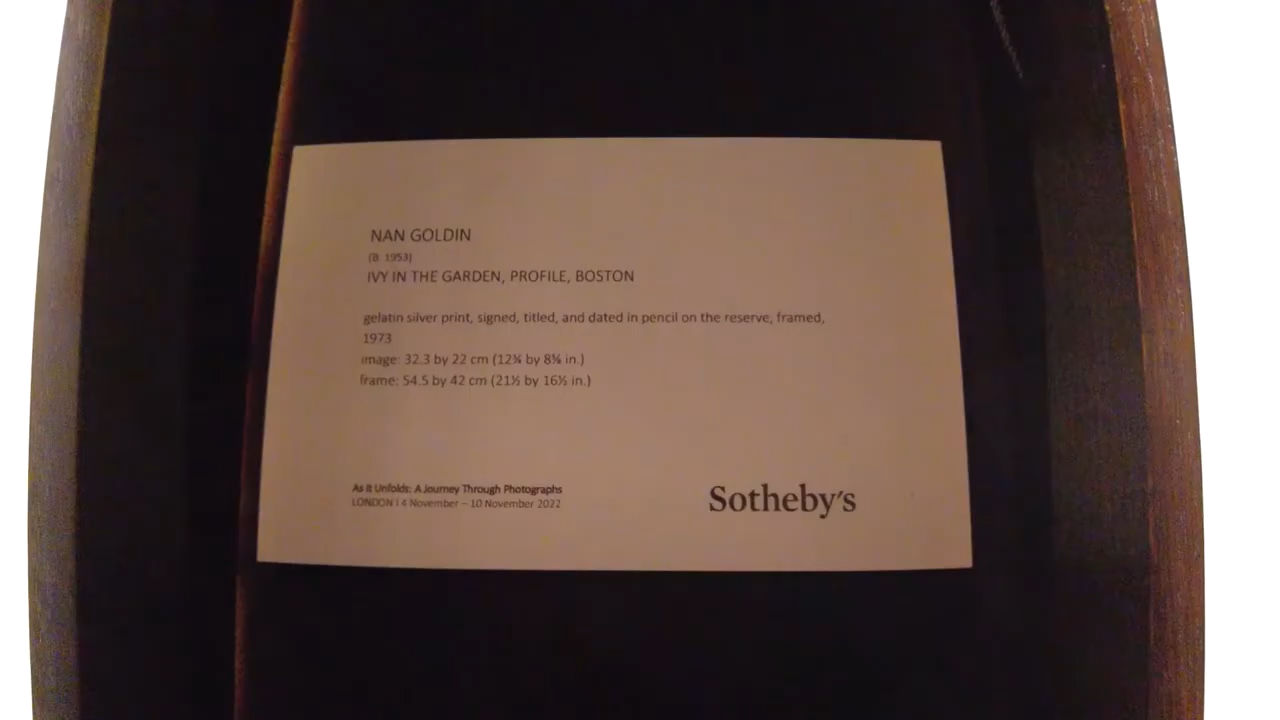 NAN GOLDIN
(B. 1953)
IVY IN THE GARDEN, PROFILE, BOSTON
gelatin silver print, signed, titled, and dated in pencil on the reserve, framed,
1973
image: 32.3 by 22 cm (12¾ by 8⅝ in.)
frame: 54.5 by 42 cm (21½ by 16½ in.)
As It Unfolds: A Journey Through Photographs
LONDON | 4 November – 10 November 2022
Sotheby's